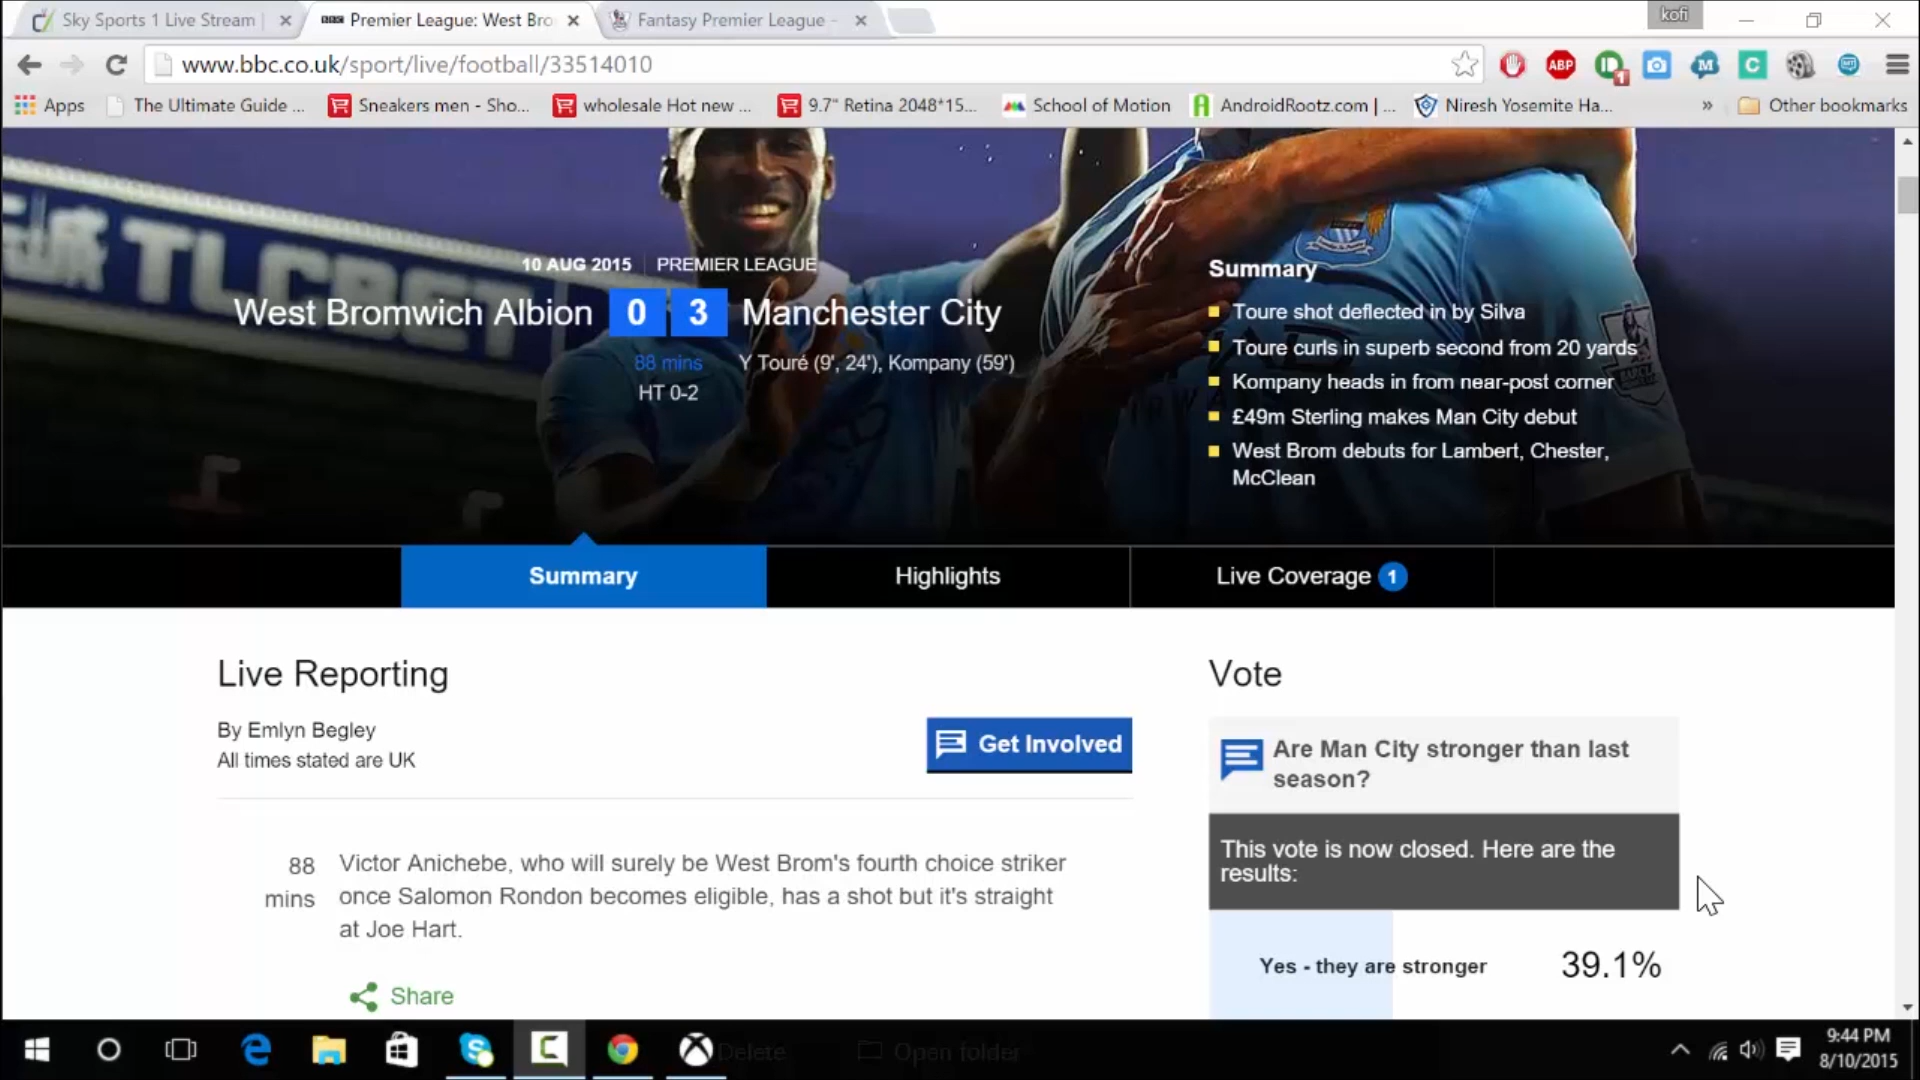 Sky Sports 1 Live Stream |
Premier League: West Bro
Fantasy Premier League -
kofi
www.bbc.co.uk/sport/live/football/33514010
ABP
1
M
C
Apps
The Ultimate Guide ...
Sneakers men - Sho...
wholesale Hot new ...
9.7" Retina 2048*15...
School of Motion
AndroidRootz.com | ...
Niresh Yosemite Ha...
»
Other bookmarks
TLCBET
10 AUG 2015
PREMIER LEAGUE
West Bromwich Albion 0 3 Manchester City
88 mins
Y Touré (9', 24'), Kompany (59')
HT 0-2
Summary
Toure shot deflected in by Silva
Toure curls in superb second from 20 yards
Kompany heads in from near-post corner
£49m Sterling makes Man City debut
West Brom debuts for Lambert, Chester,
McClean
Summary
Highlights
Live Coverage 1
Live Reporting
By Emlyn Begley
All times stated are UK
Get Involved
88
mins
Victor Anichebe, who will surely be West Brom's fourth choice striker
once Salomon Rondon becomes eligible, has a shot but it's straight
at Joe Hart.
Share
Vote
Are Man City stronger than last
season?
This vote is now closed. Here are the
results:
Yes - they are stronger 39.1%
Delete
Open folder
9:44 PM
8/10/2015